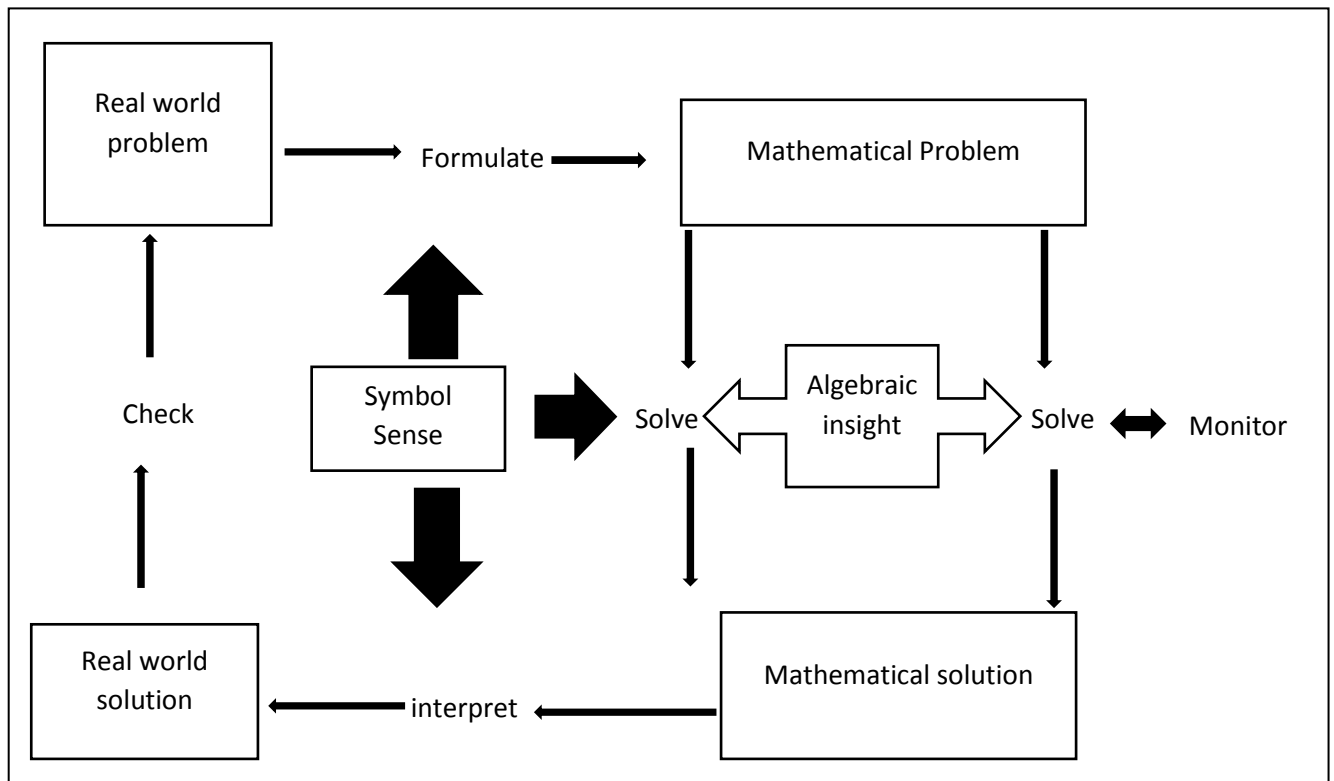 Real world
problem
Formulate
Mathematical Problem
Symbol
Sense
Algebraic
insight
Check
Solve
Solve
Monitor
Real world
solution
interpret
Mathematical solution